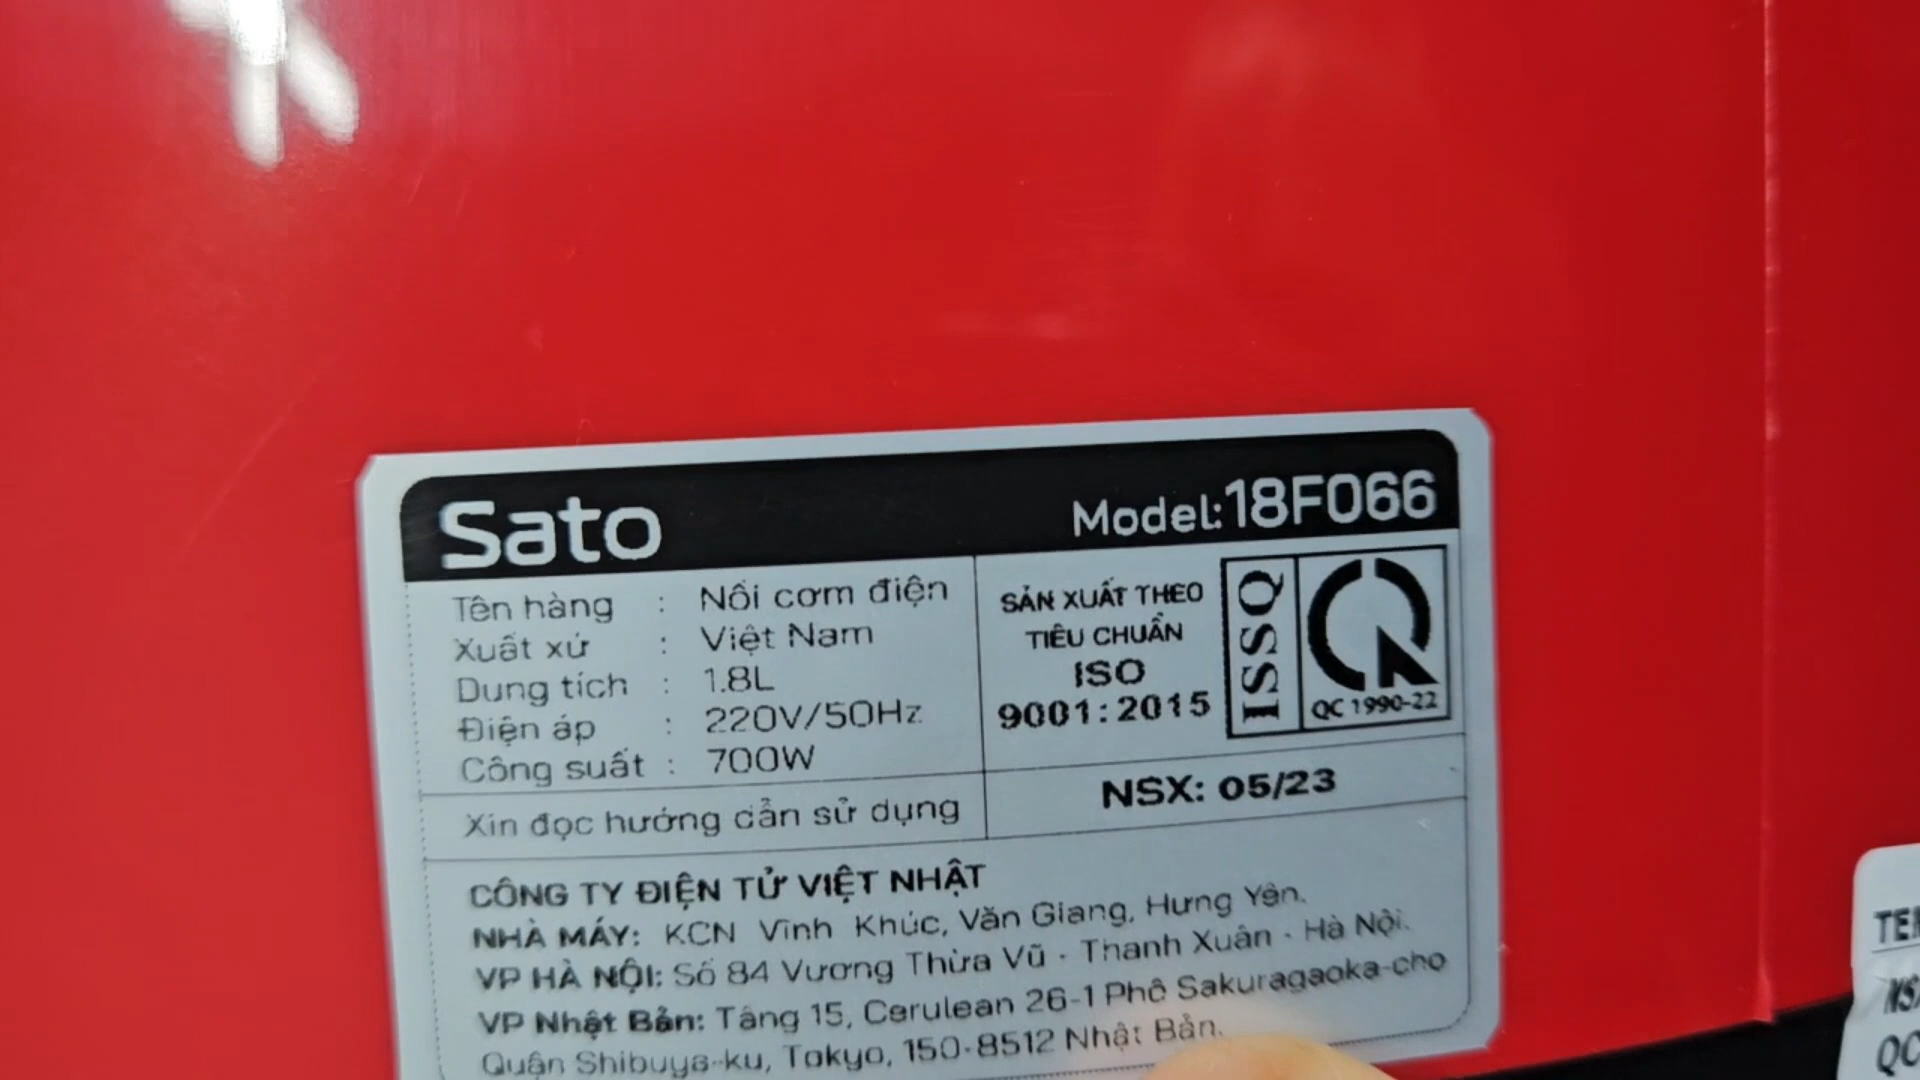 Sato
Model:18F066
Tên hàng : Nồi cơm điện
Xuất xứ : Việt Nam
Dung tích : 1.8L
Điện áp : 220V/50Hz
Công suất : 700W
SẢN XUẤT THEO
TIÊU CHUẨN
ISO
9001:2015
ISSQ
QC 1990-22
Xin đọc hướng dẫn sử dụng
NSX: 05/23
CÔNG TY ĐIỆN TỬ VIỆT NHẬT
NHÀ MÁY: KCN Vĩnh Khúc, Văn Giang, Hưng Yên.
VP HÀ NỘI: Số 84 Vương Thừa Vũ - Thanh Xuân - Hà Nội.
VP Nhật Bản: Tầng 15, Cerulean 26-1 Phố Sakuragaoka-cho
Quận Shibuya-ku, Tokyo, 150-8512 Nhật Bản.
QC